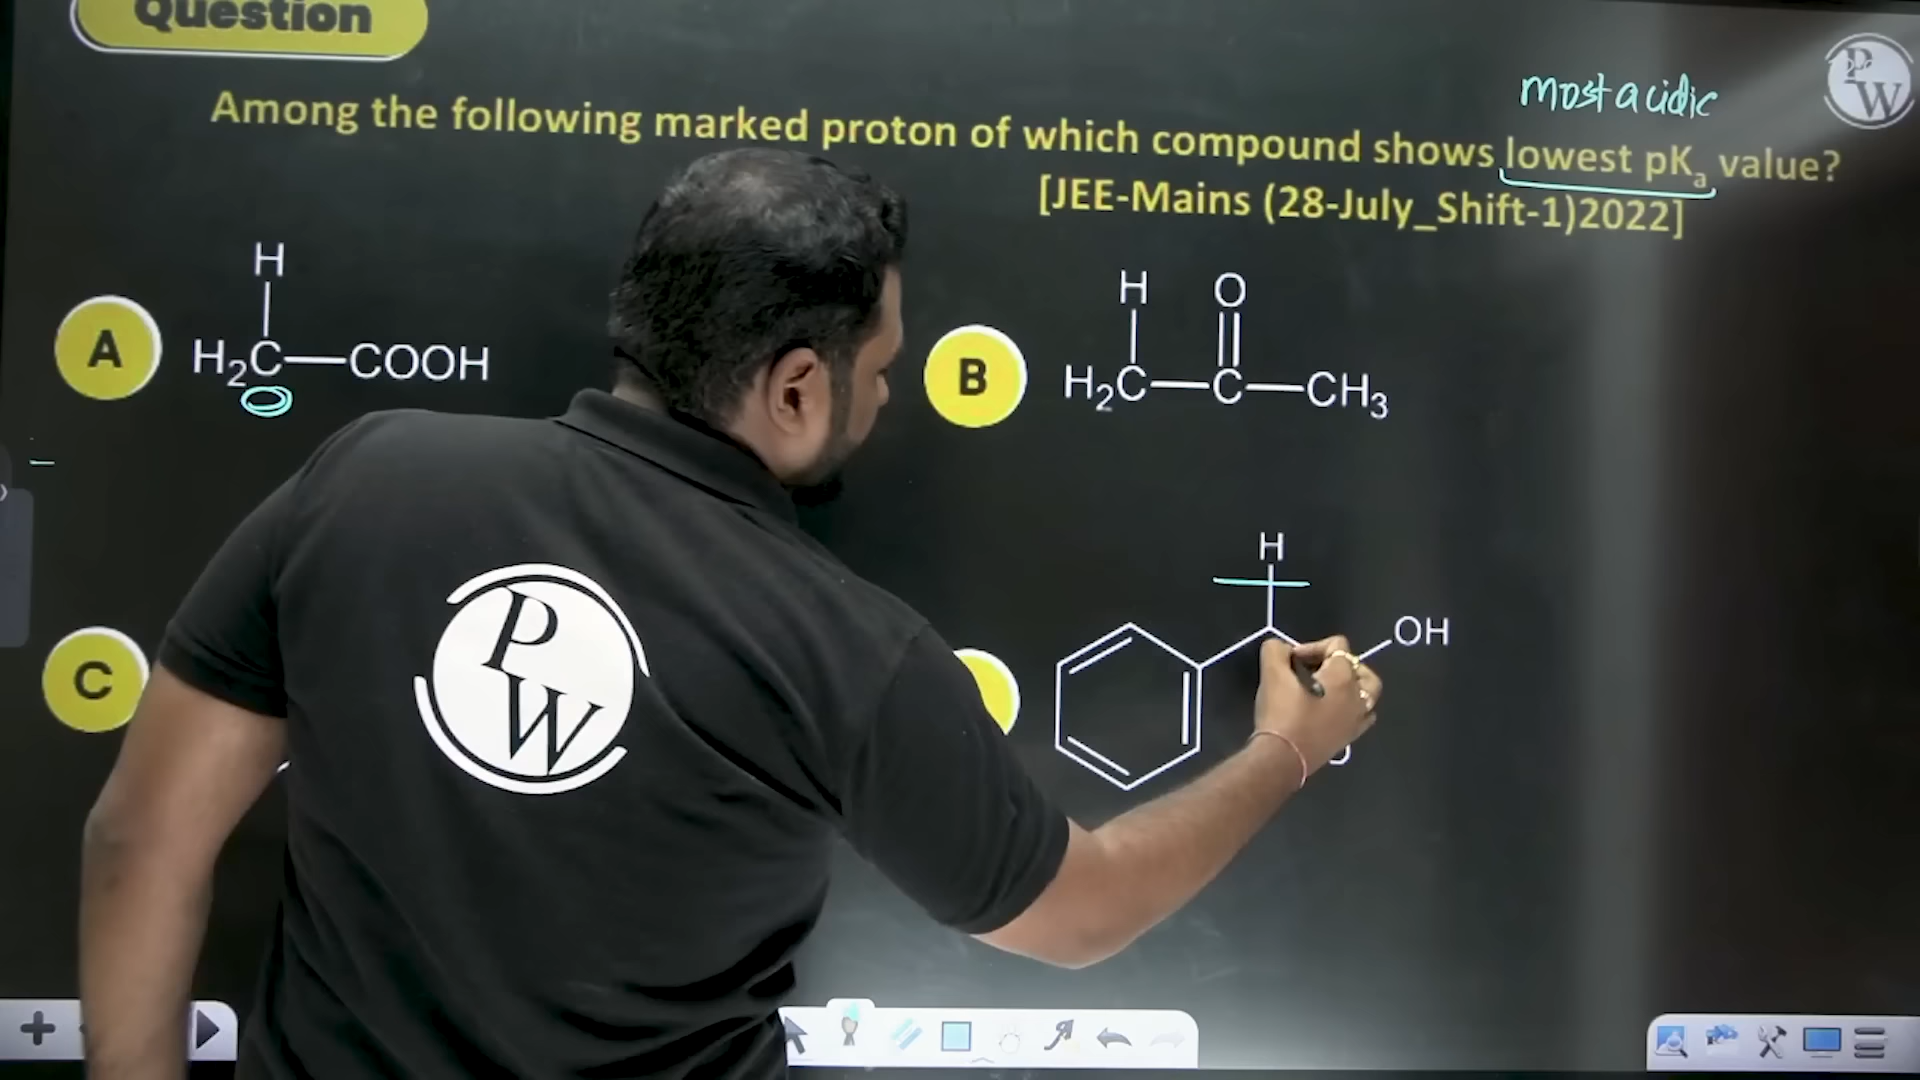 Question
most acidic
Among the following marked proton of which compound shows lowest pKa value?
[JEE-Mains (28-July_Shift-1)2022]
A
H
H2C—COOH
B
H O
H2C—C—CH3
C
H
OH
P
W
PW